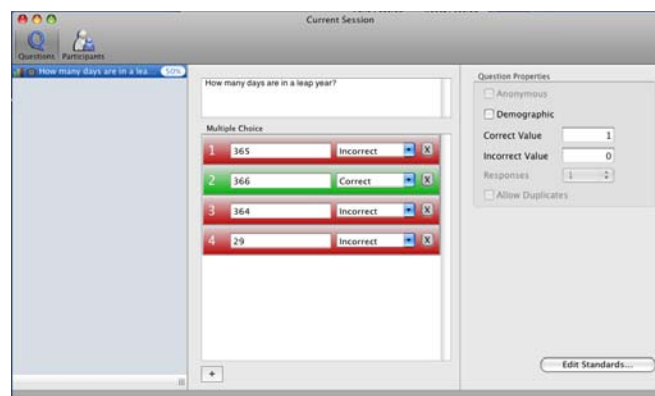 Current Session
Questions Participants
How many days are in a lea... 50%
How many days are in a leap year?
Multiple Choice
1 365 Incorrect X
2 366 Correct X
3 364 Incorrect X
4 29 Incorrect X
+
Question Properties
Anonymous
Demographic
Correct Value 1
Incorrect Value 0
Responses 1
Allow Duplicates
Edit Standards...